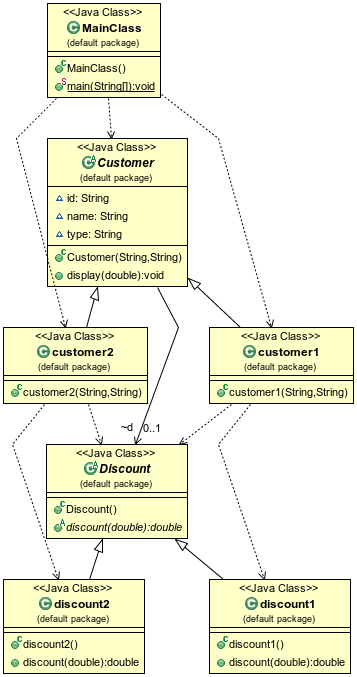 <<Java Class>>
MainClass
(default package)
MainClass()
main(String[]):void
<<Java Class>>
Customer
(default package)
id: String
name: String
type: String
Customer(String,String)
display(double):void
<<Java Class>>
customer2
(default package)
customer2(String,String)
<<Java Class>>
customer1
(default package)
customer1(String,String)
~d 0..1
<<Java Class>>
Discount
(default package)
Discount()
discount(double):double
<<Java Class>>
discount2
(default package)
discount2()
discount(double):double
<<Java Class>>
discount1
(default package)
discount1()
discount(double):double